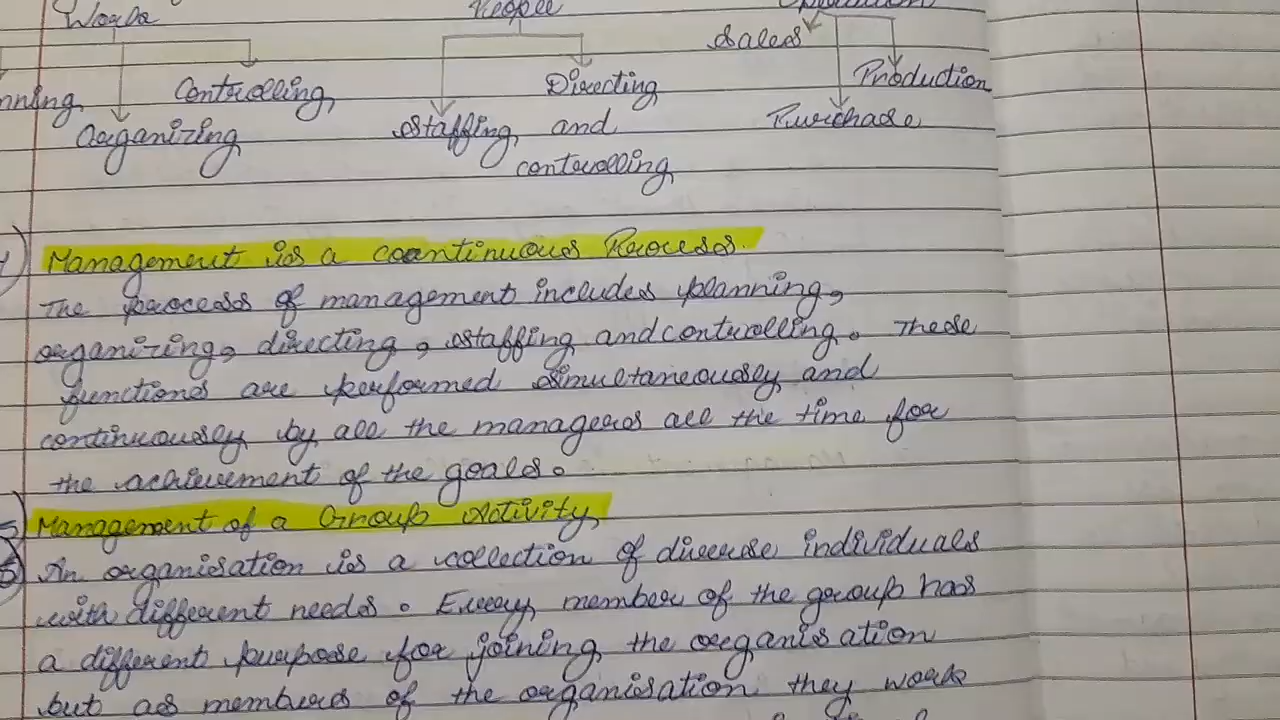 Work People
Sales
Controlling, Directing Production
Organizing Staffing, and Purchase
controlling,
Management is a continuous Process.
The process of management includes planning,
organizing, directing, staffing and controlling. These
functions are performed simultaneously and
continuously by all the managers all the time for
the achievement of the goals.
Management of a Group Activity
An organisation is a collection of diverse individuals
with different needs. Every member of the group has
a different purpose for joining the organisation
but as members of the organisation they work